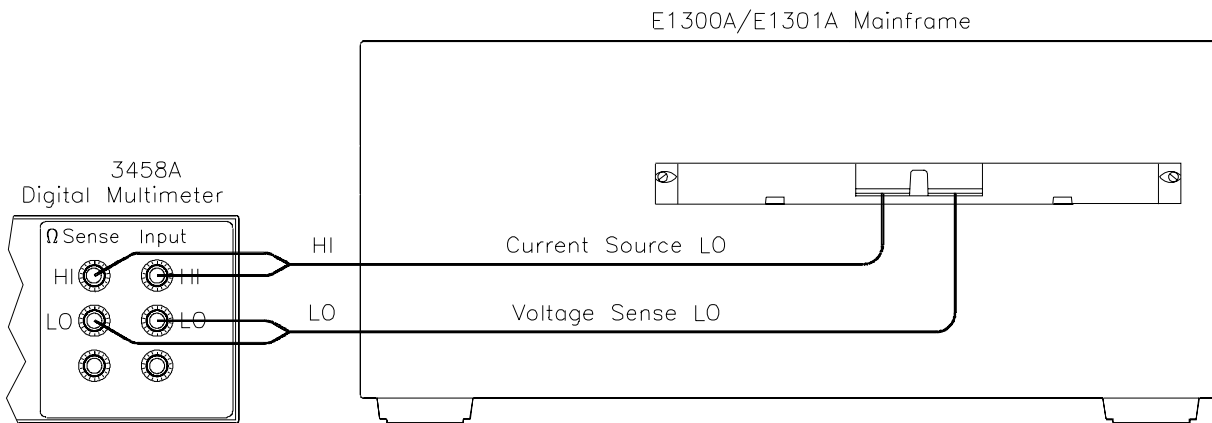 E1300A/E1301A Mainframe
3458A
Digital Multimeter
Ω Sense Input
HI HI
LO LO
HI Current Source LO
LO Voltage Sense LO